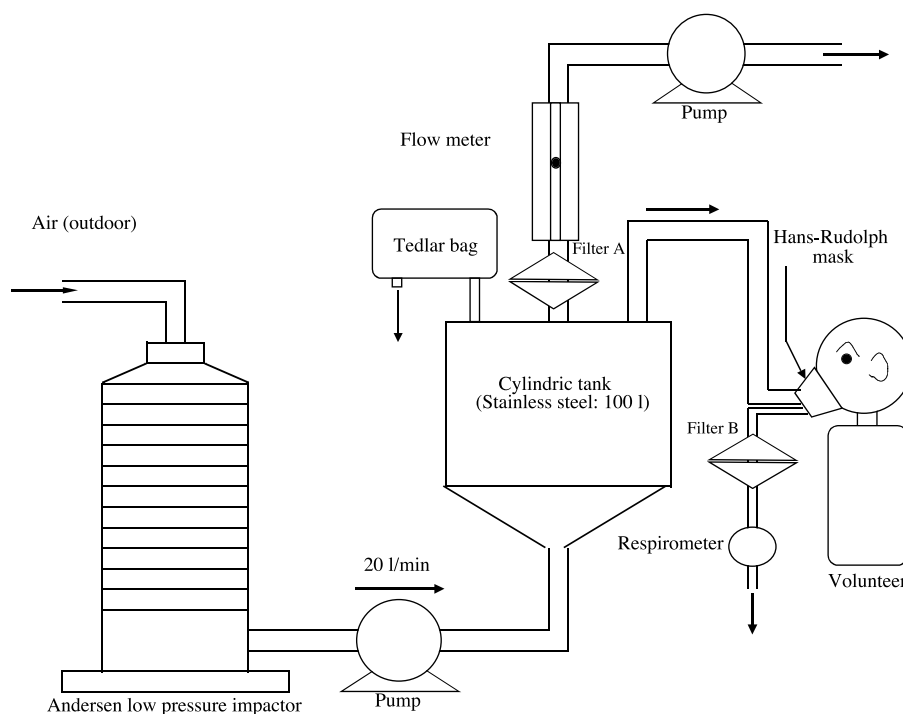 Pump
Flow meter
Air (outdoor)
Tedlar bag
Filter A
Hans-Rudolph
mask
Cylindric tank
(Stainless steel: 100 l)
Filter B
Respirometer
20 l/min
Volunteer
Pump
Andersen low pressure impactor